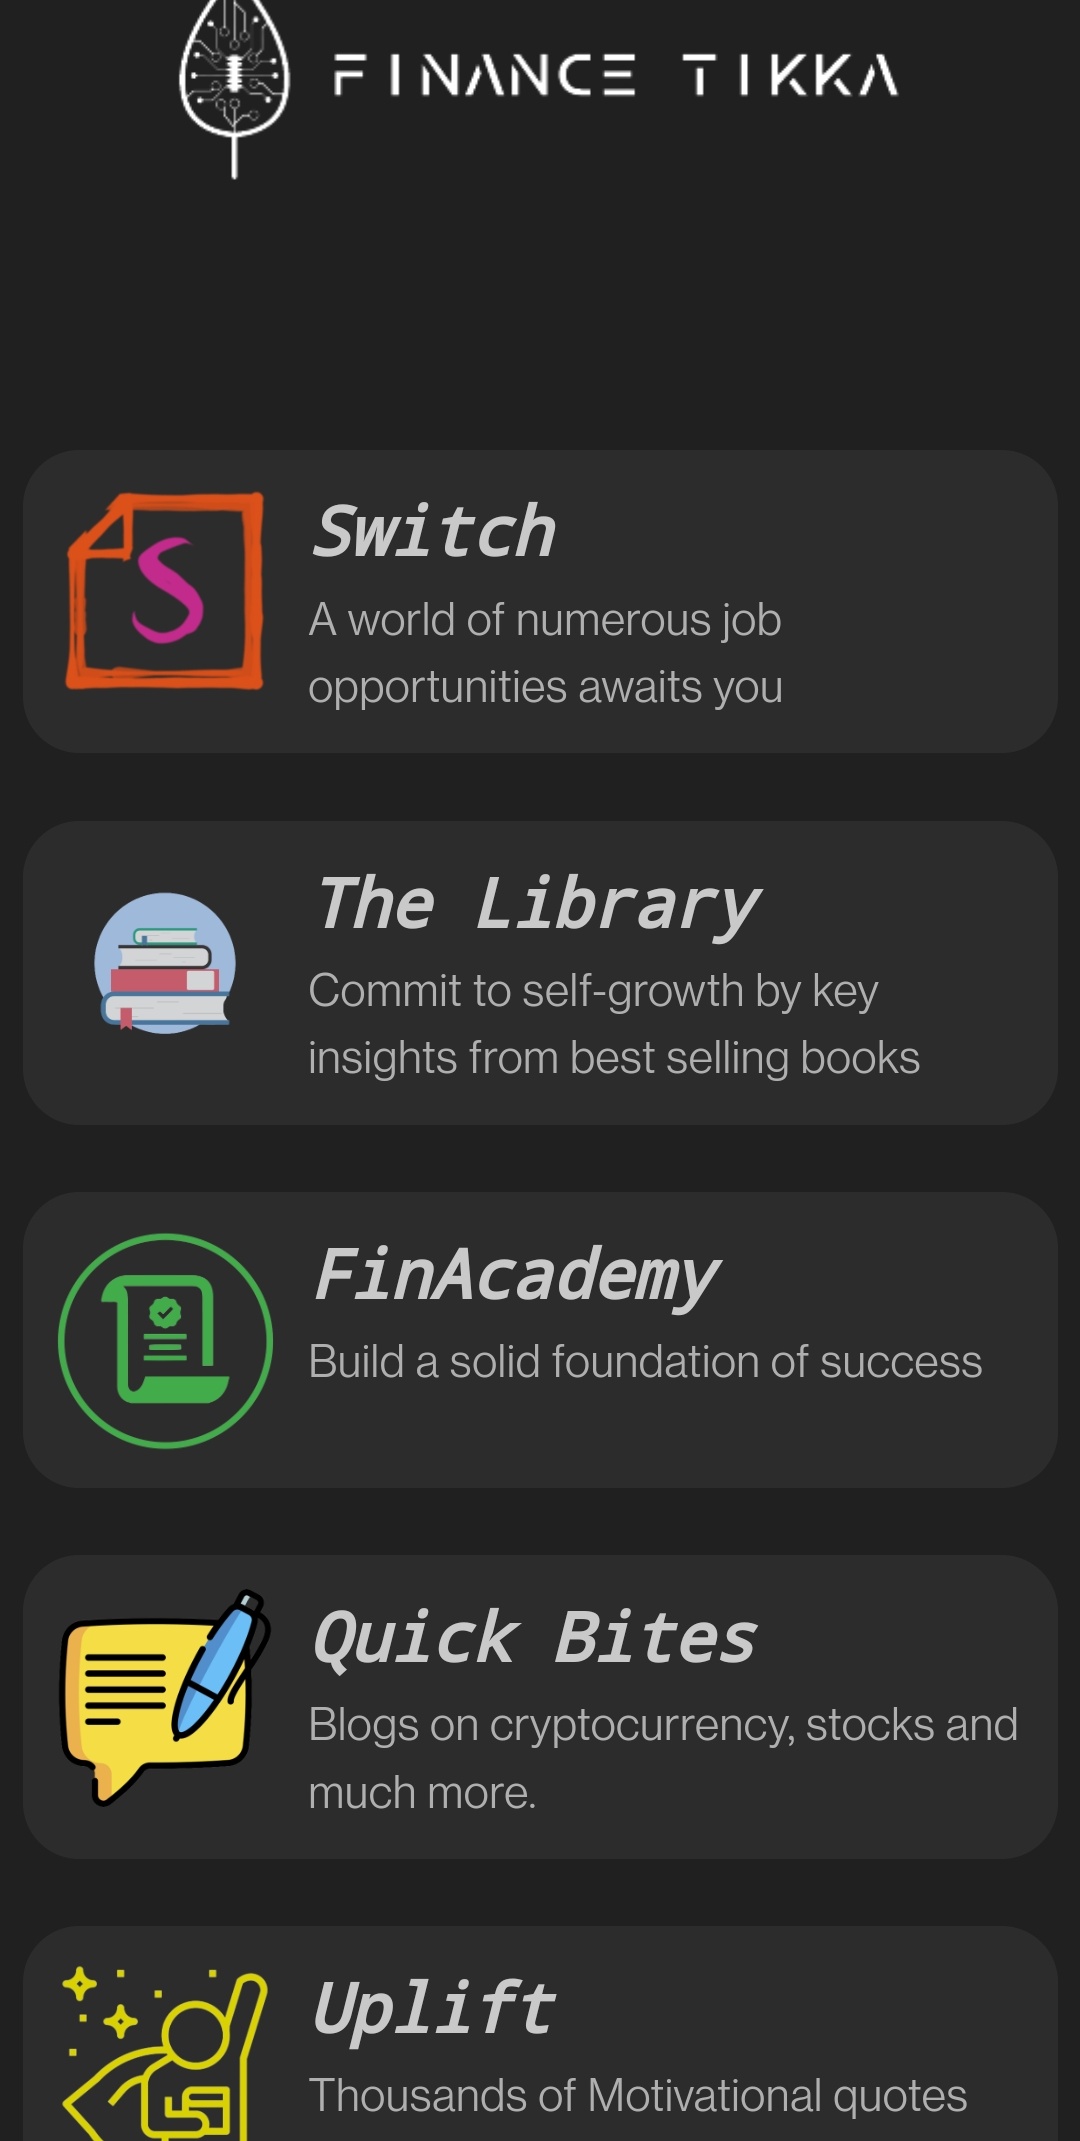 FINANCE TIKKA
Switch
A world of numerous job
opportunities awaits you
The Library
Commit to self-growth by key
insights from best selling books
FinAcademy
Build a solid foundation of success
Quick Bites
Blogs on cryptocurrency, stocks and
much more.
Uplift
Thousands of Motivational quotes